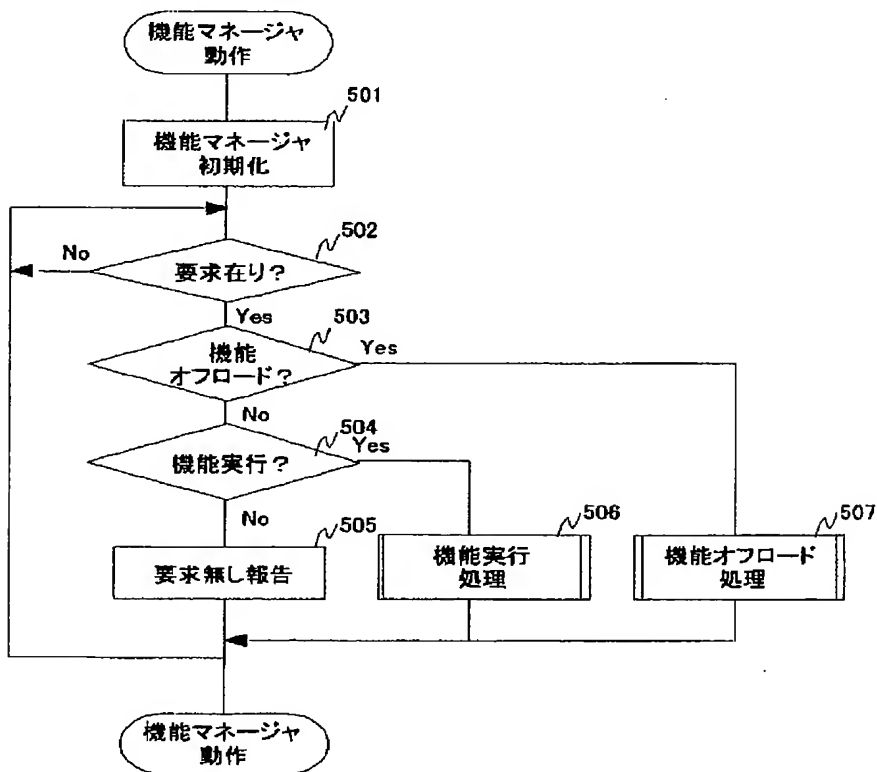 機能マネージャ
動作
501
機能マネージャ
初期化
502
No
要求在り？
Yes
503
機能
オフロード？
Yes
No
504
機能実行？
Yes
No
505
要求無し報告
506
機能実行
処理
507
機能オフロード
処理
機能マネージャ
動作